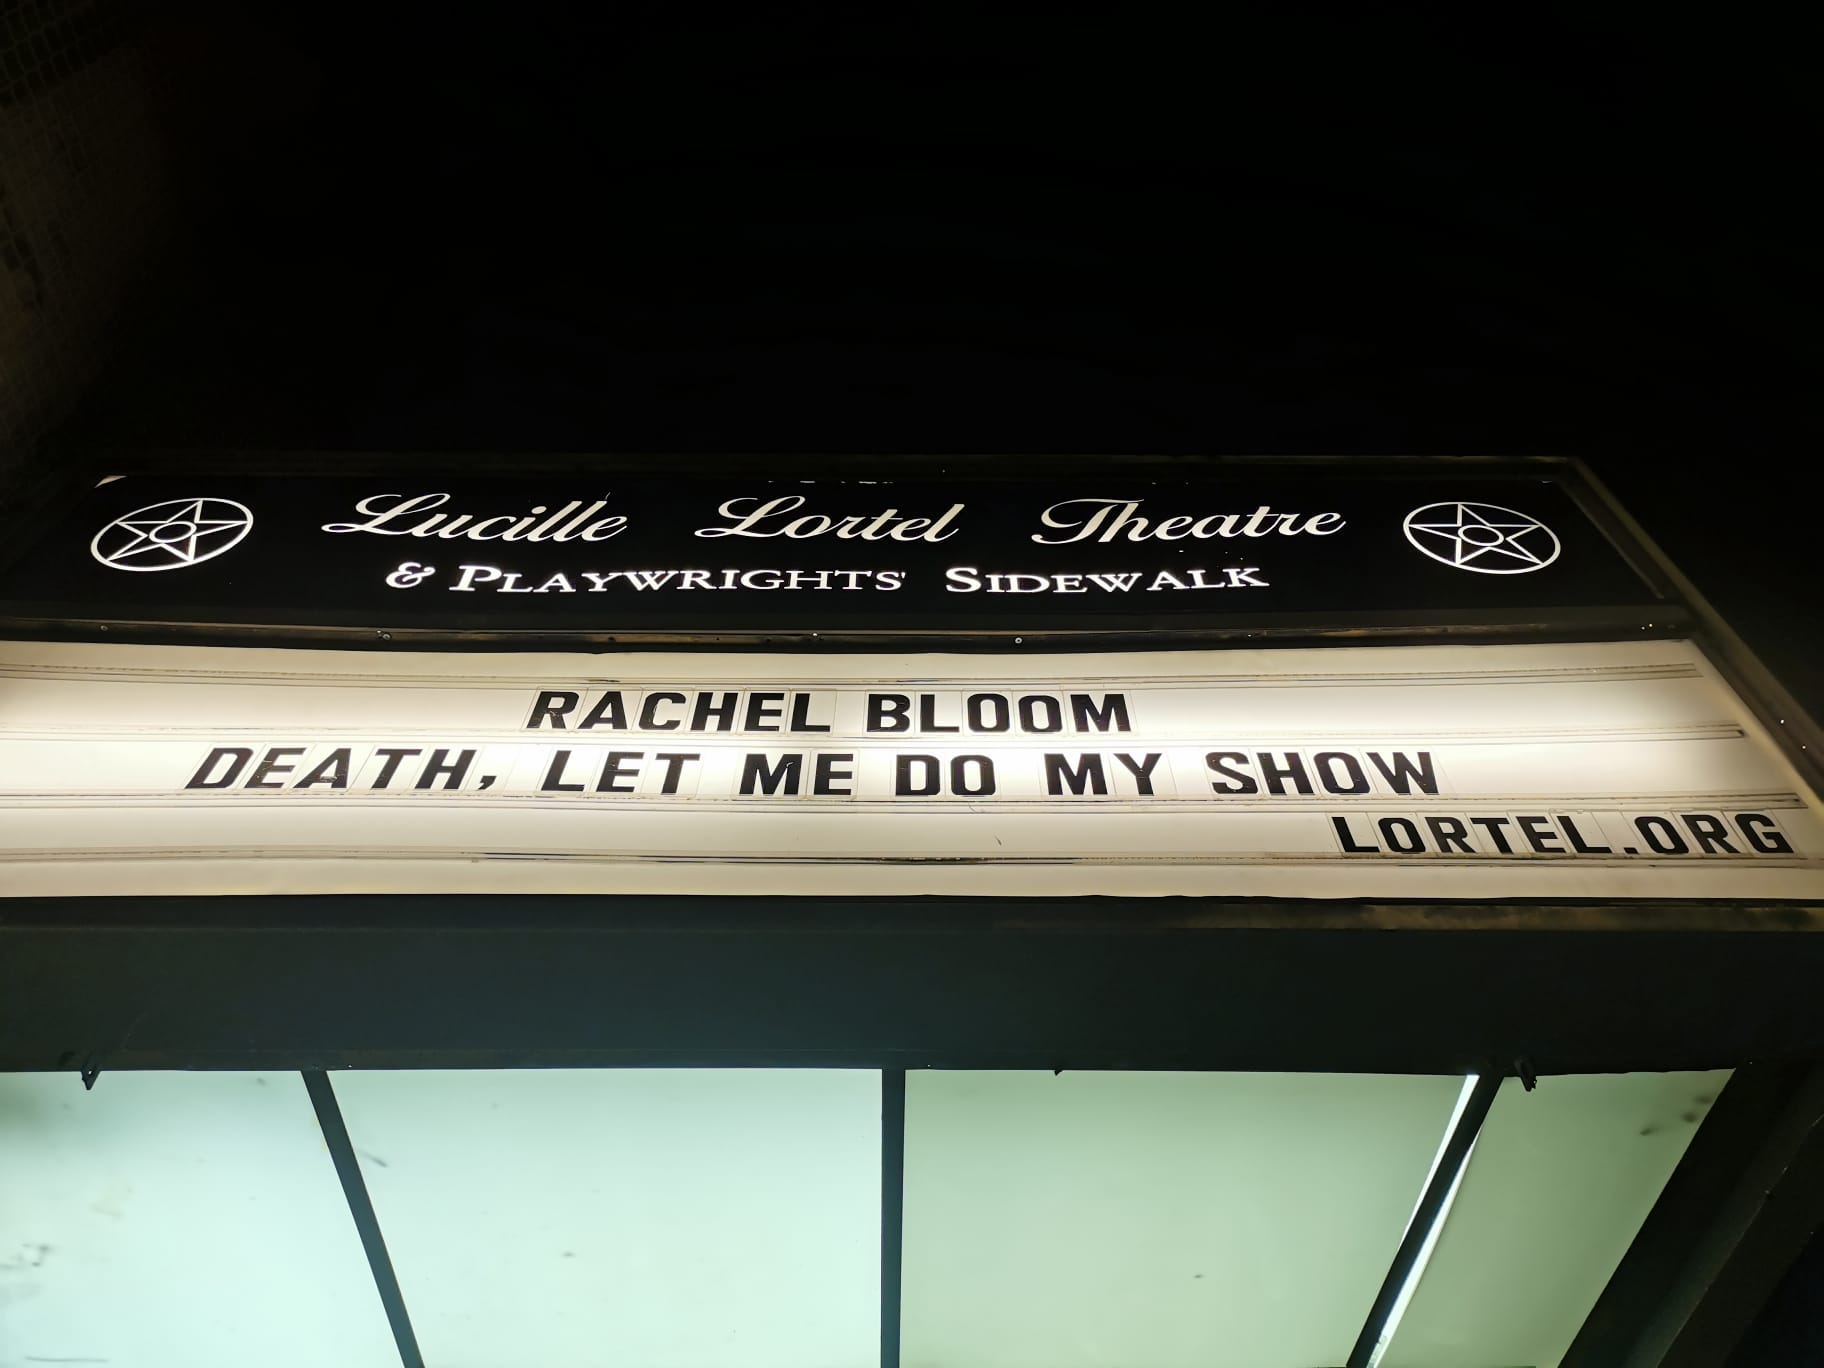 Lucille Lortel Theatre
& PLAYWRIGHTS' SIDEWALK
RACHEL BLOOM
DEATH, LET ME DO MY SHOW
LORTEL.ORG